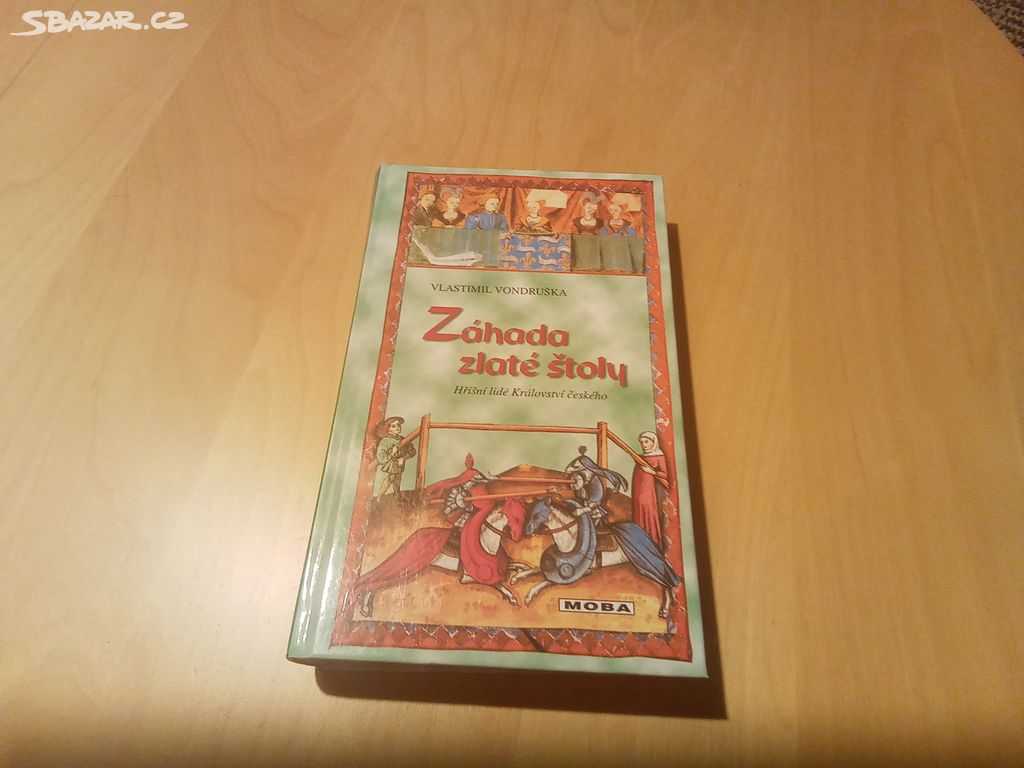 SBAZAR.CZ
VLASTIMIL VONDRUŠKA
Záhada
zlaté štoly
Hříšní lidé Království českého
MOBA